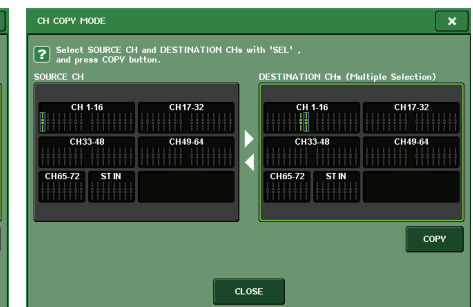 CH COPY MODE
×
? Select SOURCE CH and DESTINATION CHs with 'SEL' ,
and press COPY button.
SOURCE CH
DESTINATION CHs (Multiple Selection)
CH 1-16 CH17-32
CH33-48 CH49-64
CH65-72 ST IN
CH 1-16 CH17-32
CH33-48 CH49-64
CH65-72 ST IN
COPY
CLOSE